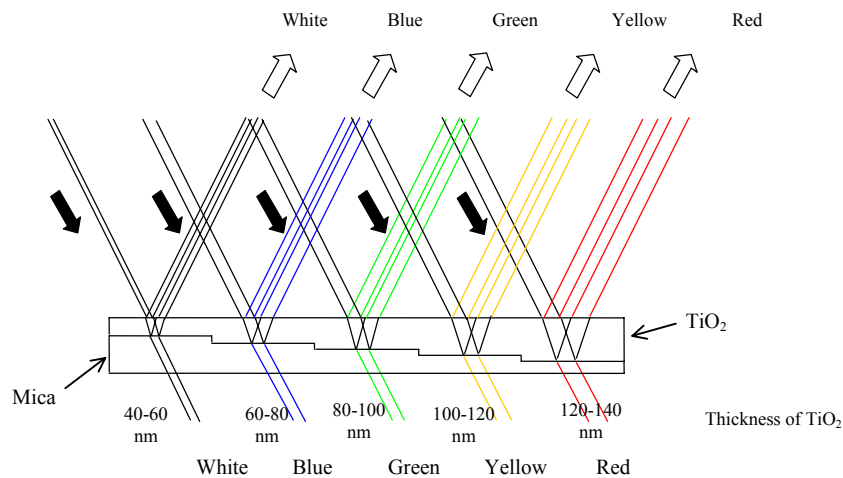 White Blue Green Yellow Red
TiO₂
Mica
40-60 nm
60-80 nm
80-100 nm
100-120 nm
120-140 nm
Thickness of TiO₂
White Blue Green Yellow Red